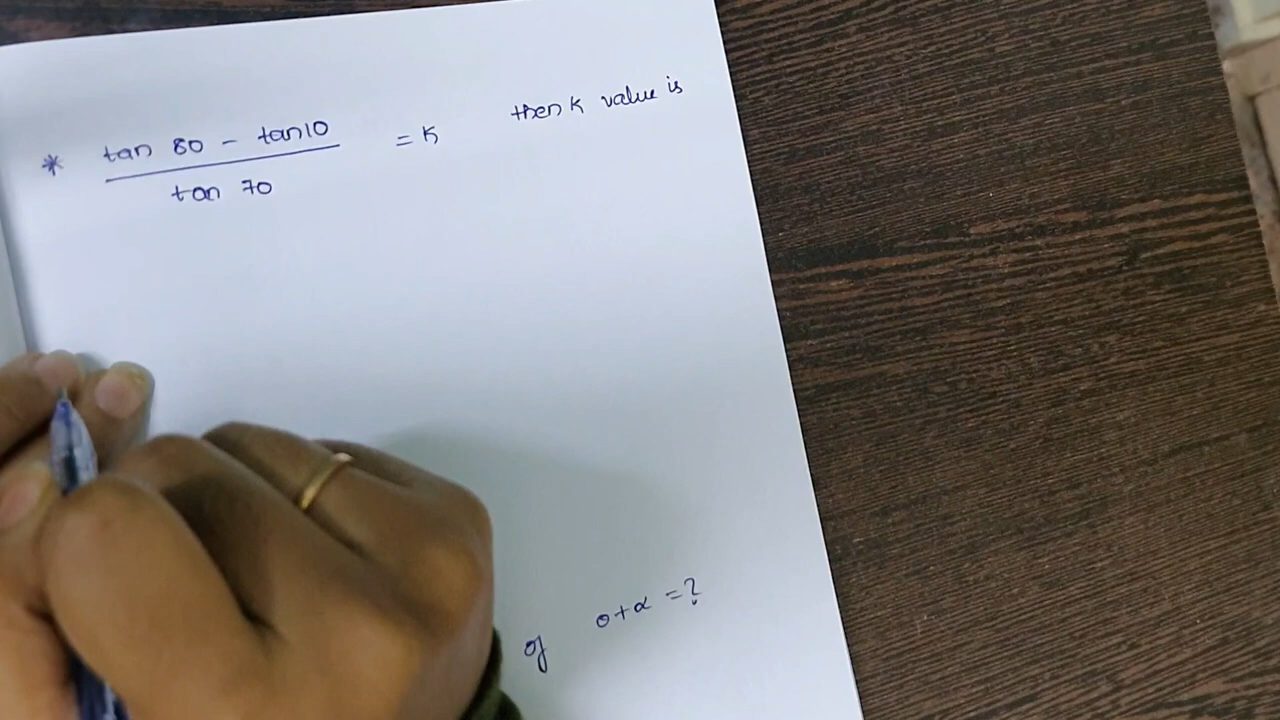 * tan 80 - tan10 = K then K value is
tan 70
of θ+α =?